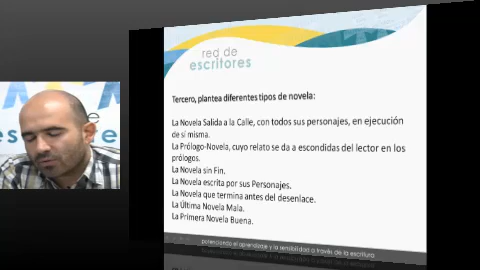 red de
escritores
Tercero, plantea diferentes tipos de novela:
La Novela Salida a la Calle, con todos sus personajes, en ejecución
de sí misma.
La Prólogo-Novela, cuyo relato se da a escondidas del lector en los
prólogos.
La Novela sin Fin.
La Novela escrita por sus Personajes.
La Novela que termina antes del desenlace.
La Última Novela Mala.
La Primera Novela Buena.
potenciando el aprendizaje y la sensibilidad a través de la escritura